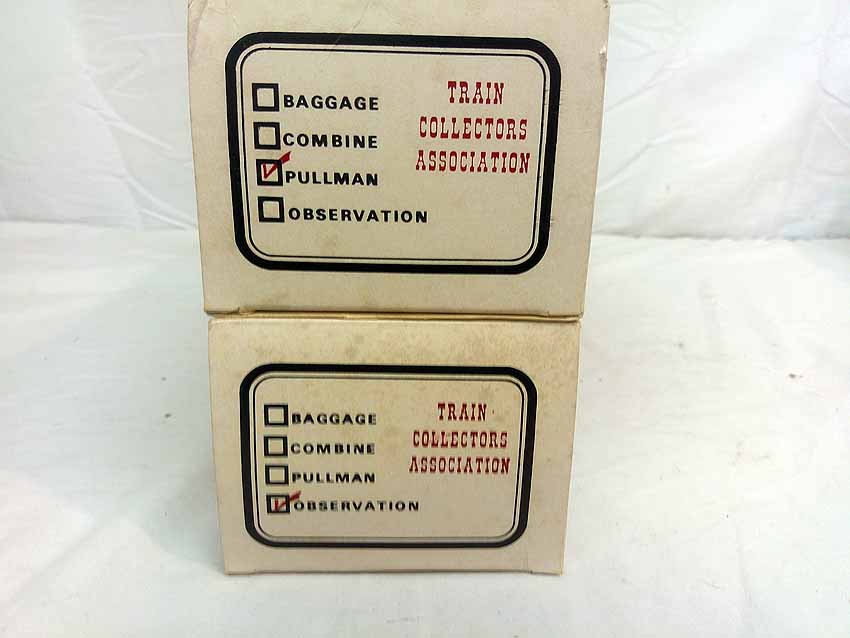 BAGGAGE
COMBINE
PULLMAN
OBSERVATION
TRAIN
COLLECTORS
ASSOCIATION
BAGGAGE
COMBINE
PULLMAN
OBSERVATION
TRAIN
COLLECTORS
ASSOCIATION